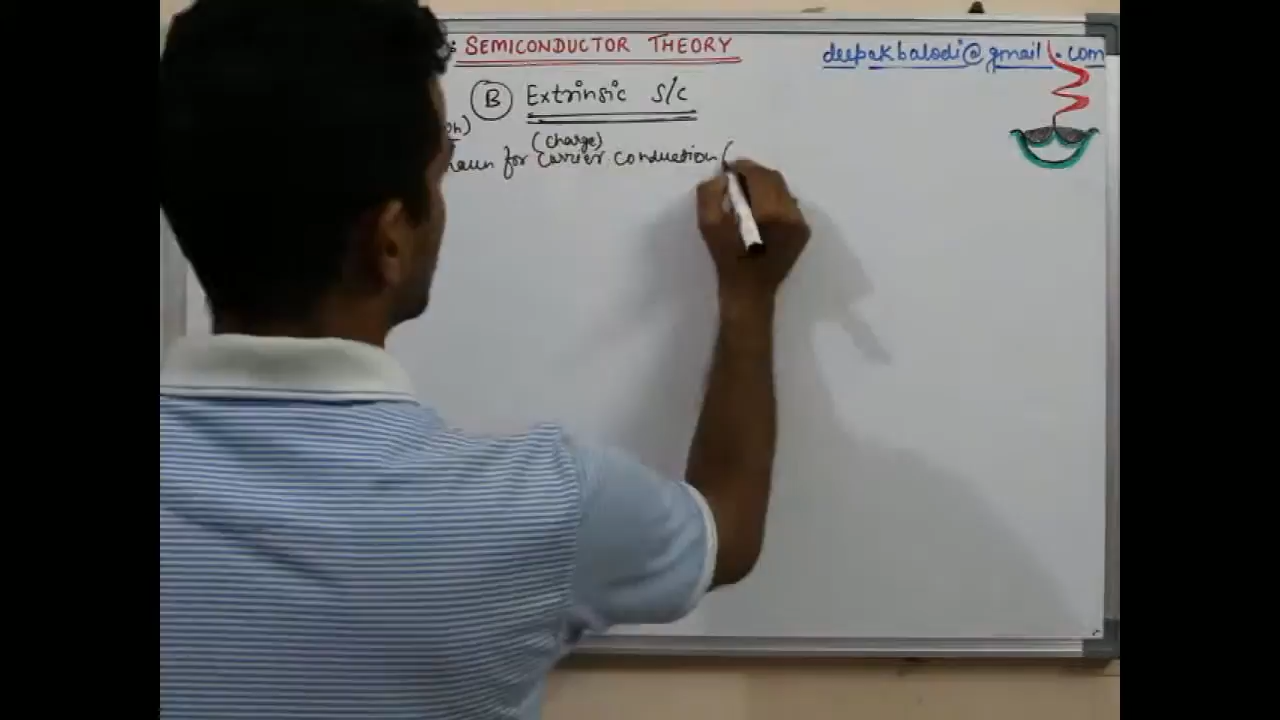 : SEMICONDUCTOR THEORY
deepakbalodi@gmail.com
B Extrinsic S/C
(charge)
for carrier conduction (